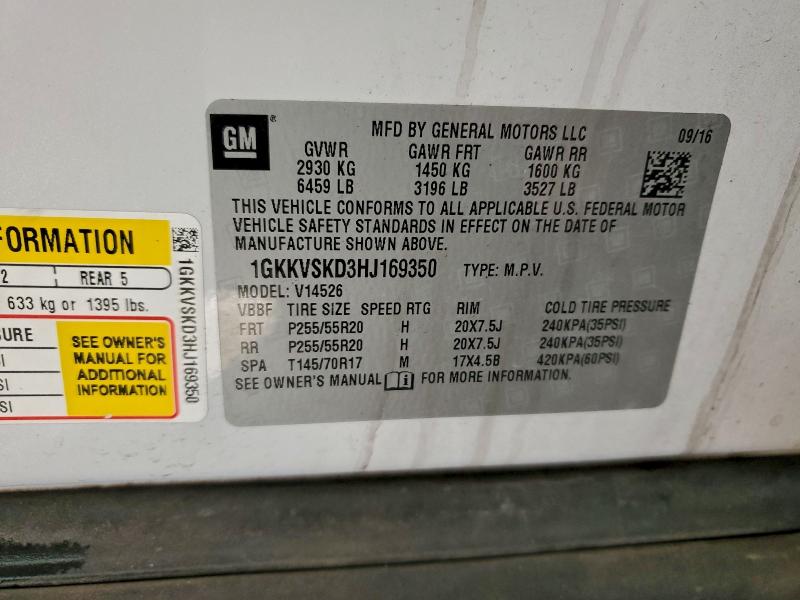 GM
MFD BY GENERAL MOTORS LLC 09/16
GVWR GAWR FRT GAWR RR
2930 KG 1450 KG 1600 KG
6459 LB 3196 LB 3527 LB
THIS VEHICLE CONFORMS TO ALL APPLICABLE U.S. FEDERAL MOTOR
VEHICLE SAFETY STANDARDS IN EFFECT ON THE DATE OF
MANUFACTURE SHOWN ABOVE.
1GKKVSKD3HJ169350 TYPE: M.P.V.
MODEL: V14526
VBBF TIRE SIZE SPEED RTG RIM COLD TIRE PRESSURE
FRT P255/55R20 H 20X7.5J 240KPA(35PSI)
RR P255/55R20 H 20X7.5J 240KPA(35PSI)
SPA T145/70R17 M 17X4.5B 420KPA(60PSI)
SEE OWNER'S MANUAL FOR MORE INFORMATION.
FORMATION
2 REAR 5
633 kg or 1395 lbs.
SURE
SI
SI
SI
SEE OWNER'S
MANUAL FOR
ADDITIONAL
INFORMATION
1GKKVSKD3HJ169350